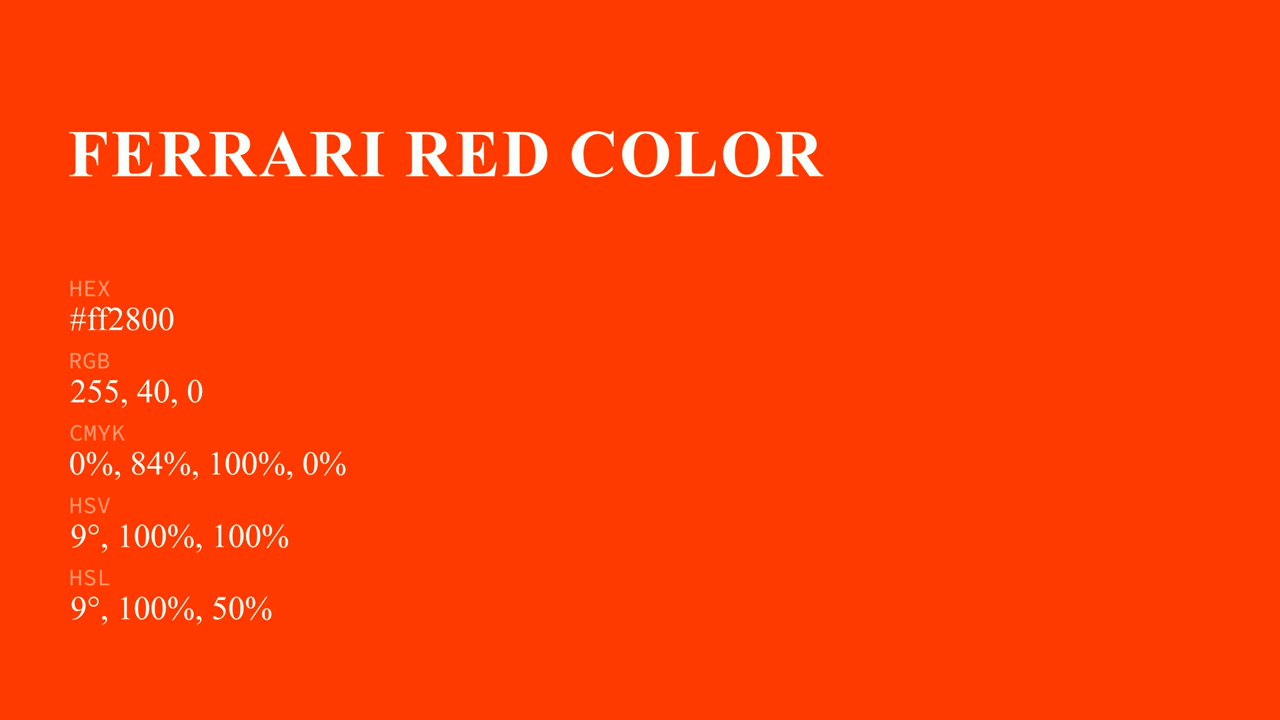 FERRARI RED COLOR
HEX
#ff2800
RGB
255, 40, 0
CMYK
0%, 84%, 100%, 0%
HSV
9°, 100%, 100%
HSL
9°, 100%, 50%